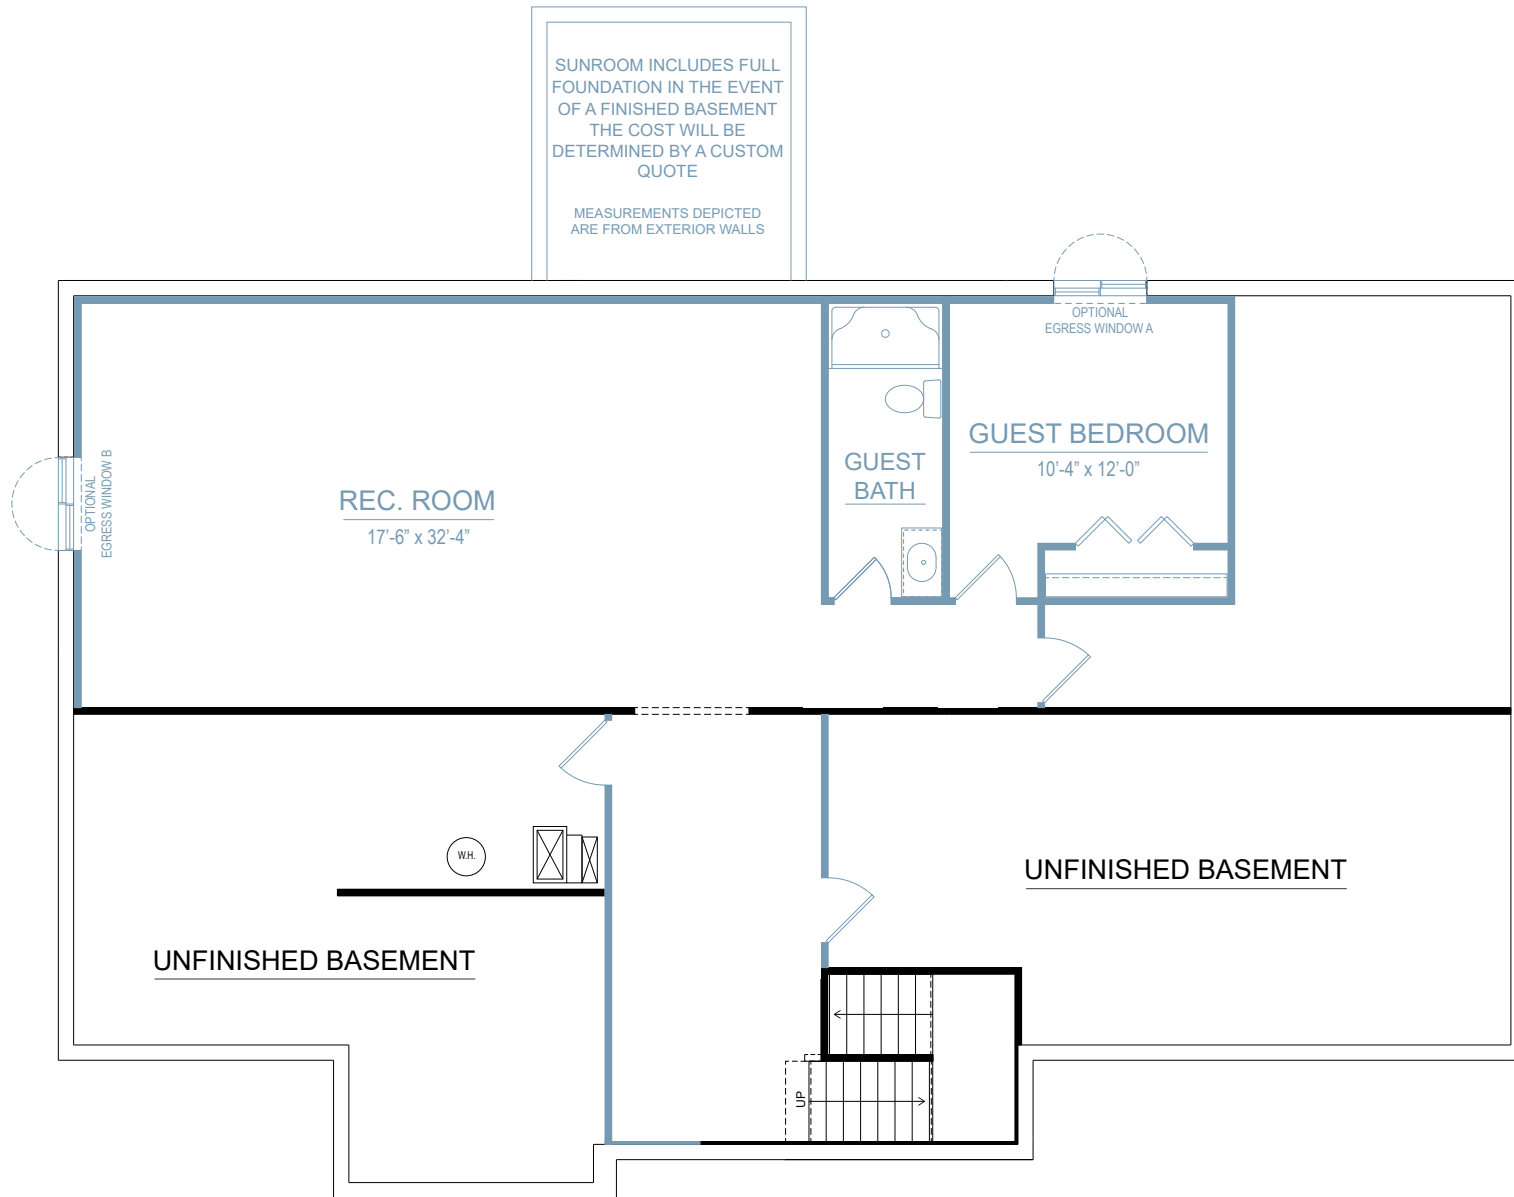 SUNROOM INCLUDES FULL
FOUNDATION IN THE EVENT
OF A FINISHED BASEMENT
THE COST WILL BE
DETERMINED BY A CUSTOM
QUOTE
MEASUREMENTS DEPICTED
ARE FROM EXTERIOR WALLS
OPTIONAL
EGRESS WINDOW A
GUEST BEDROOM
10’-4” x 12’-0”
GUEST
BATH
REC. ROOM
17’-6” x 32’-4”
OPTIONAL
EGRESS WINDOW B
W.H.
UNFINISHED BASEMENT
UNFINISHED BASEMENT
UP